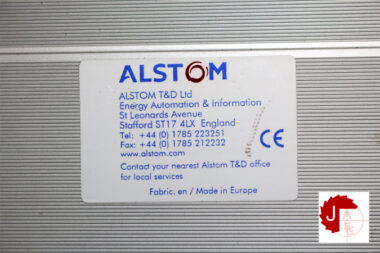 ALSTOM
ALSTOM T&D Ltd
Energy Automation & Information
St Leonards Avenue
Stafford ST17 4LX England
Tel: +44 (0) 1785 223251
Fax: +44 (0) 1785 212232
www.alstom.com
CE
Contact your nearest Alstom T&D office
for local services
Fabric. en / Made in Europe
J